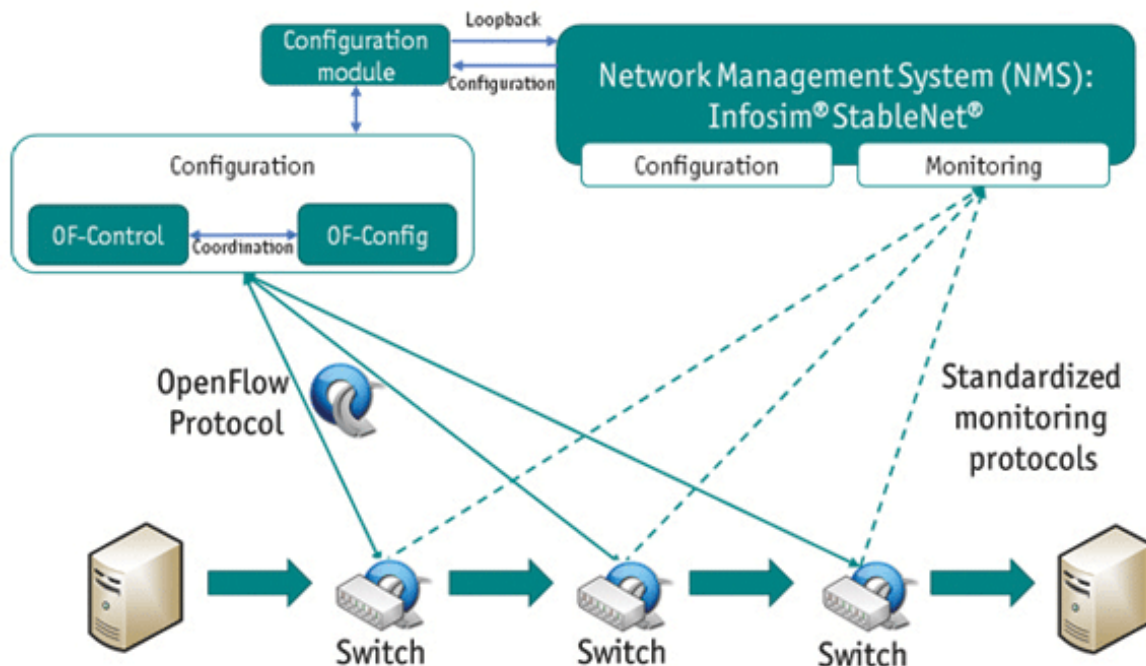 Loopback
Configuration
module
Configuration
Network Management System (NMS):
Infosim® StableNet®
Configuration
Monitoring
Configuration
OF-Control
Coordination
OF-Config
OpenFlow
Protocol
Standardized
monitoring
protocols
Switch
Switch
Switch